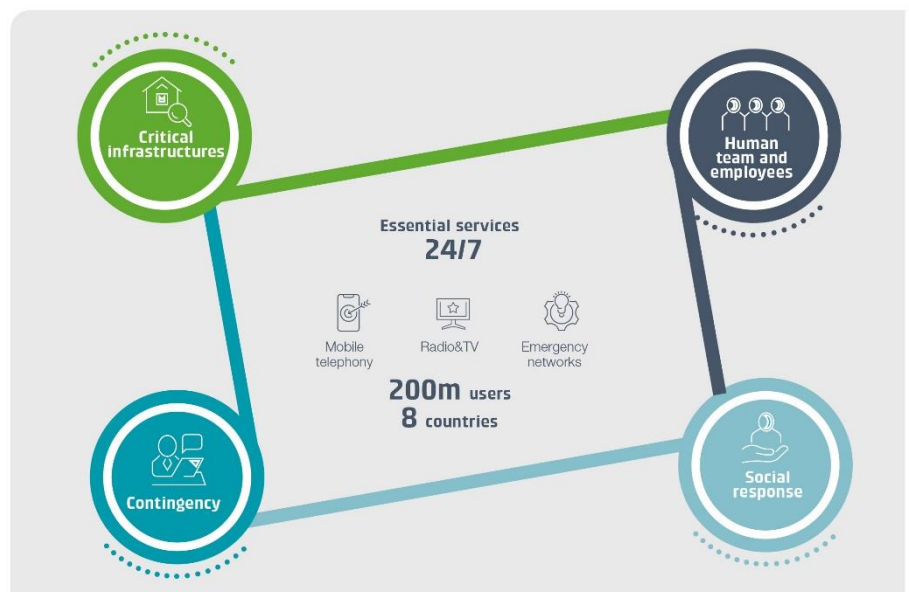 Critical
infrastructures
Human
team and
employees
Essential services
24/7
Mobile
telephony
Radio&TV
Emergency
networks
200m users
8 countries
Contingency
Social
response